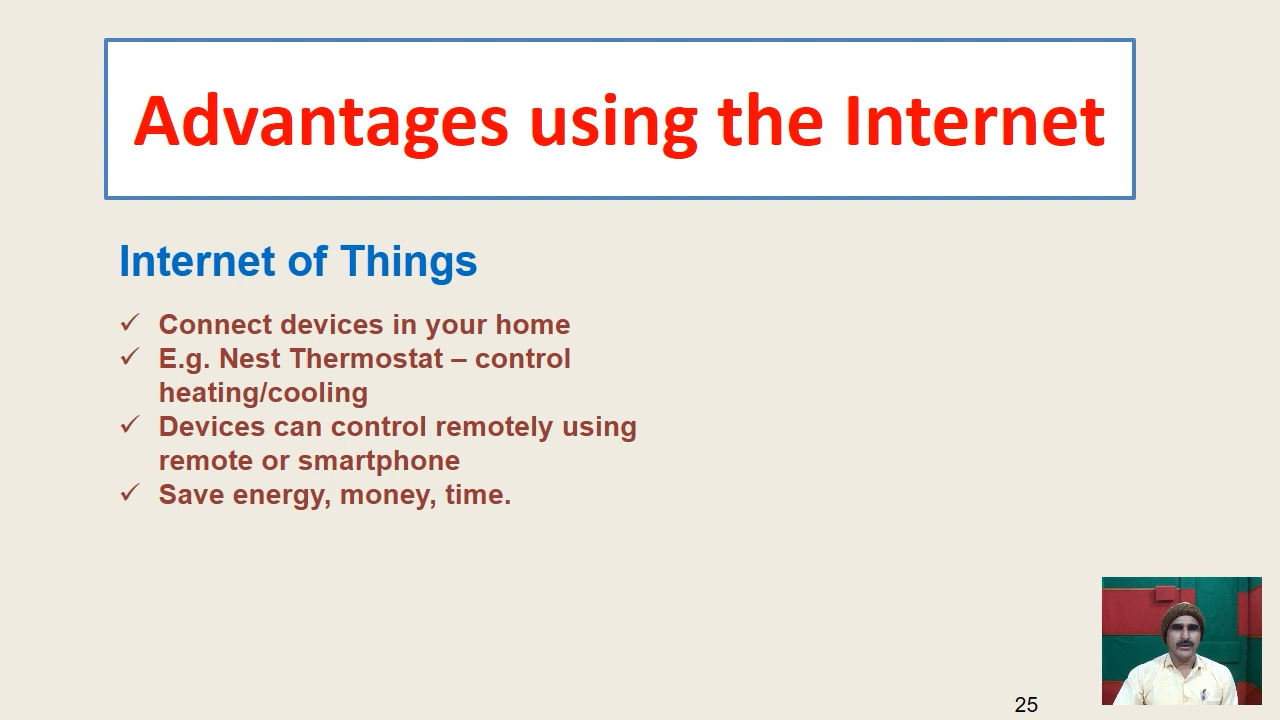 Advantages using the Internet
Internet of Things
✓ Connect devices in your home
✓ E.g. Nest Thermostat – control
heating/cooling
✓ Devices can control remotely using
remote or smartphone
✓ Save energy, money, time.
25